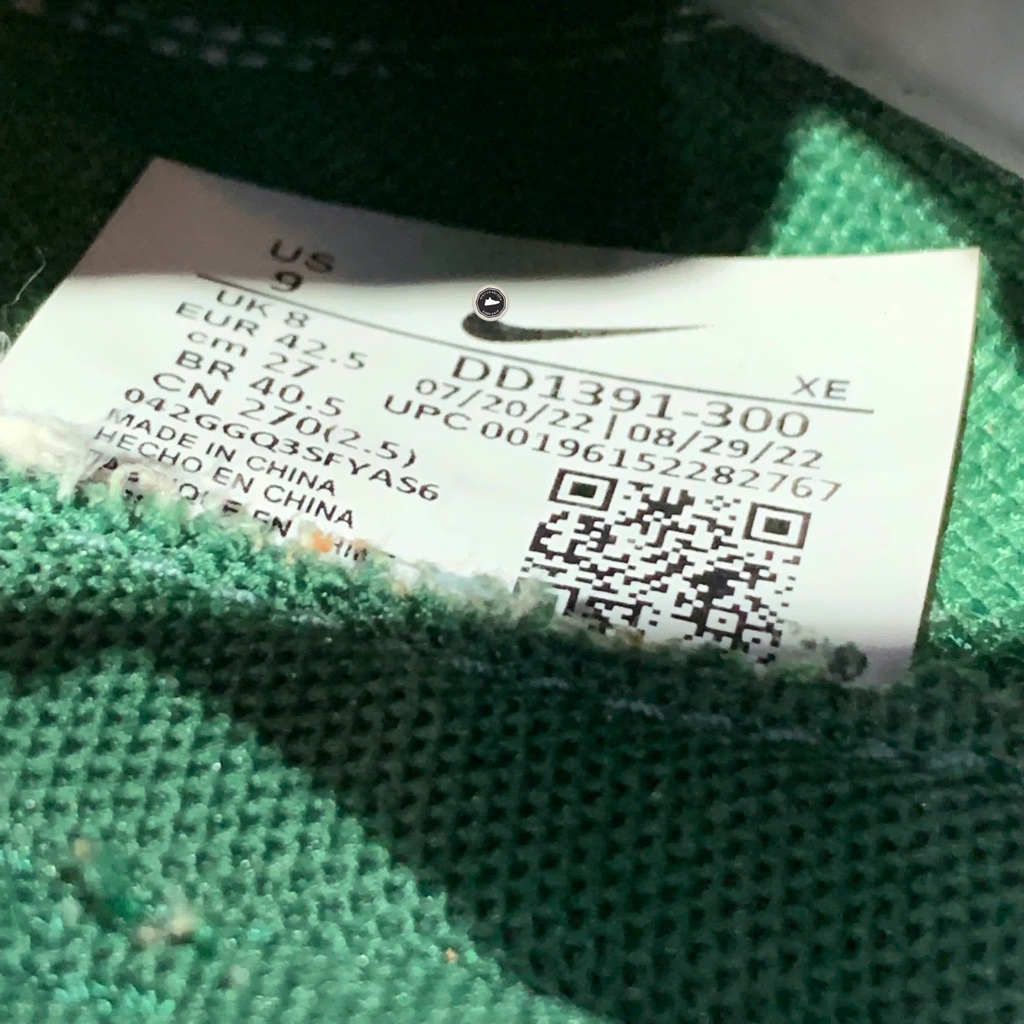 US
9
UK 8
EUR 42.5
cm 27
BR 40.5
CN 270(2.5)
042GGQ3SFYAS6
MADE IN CHINA
HECHO EN CHINA
EN
XE
DD1391-300
07/20/22 | 08/29/22
UPC 00196152282767